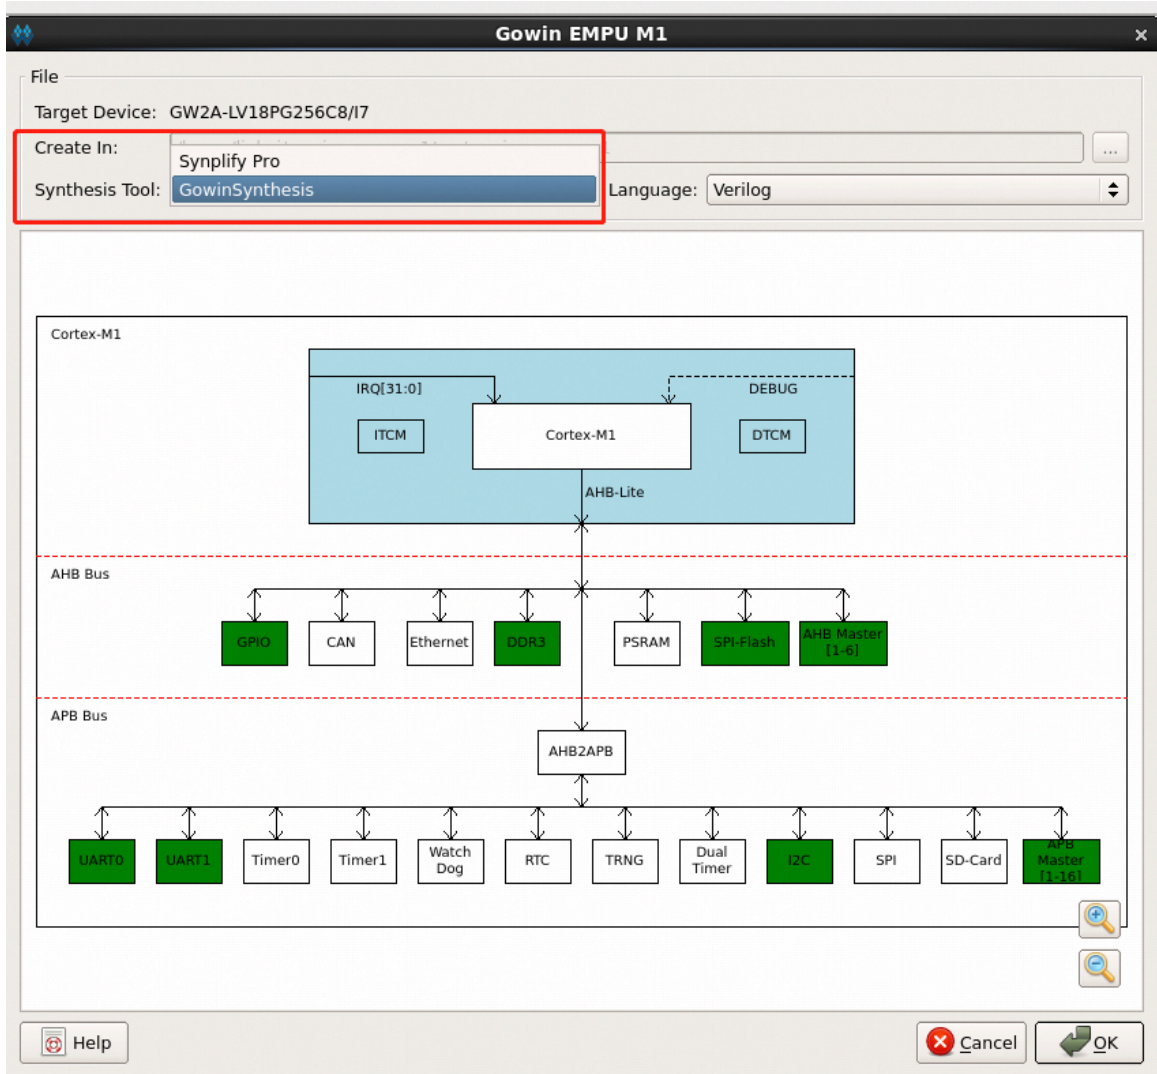 Gowin EMPU M1
File
Target Device: GW2A-LV18PG256C8/I7
Create In:
...
Synplify Pro
Synthesis Tool: GowinSynthesis Language: Verilog
Cortex-M1
IRQ[31:0] DEBUG
ITCM Cortex-M1 DTCM
AHB-Lite
AHB Bus
GPIO CAN Ethernet DDR3 PSRAM SPI-Flash AHB Master
[1-6]
APB Bus
AHB2APB
UART0 UART1 Timer0 Timer1 Watch Dog RTC TRNG Dual Timer I2C SPI SD-Card APB Master [1-16]
Help Cancel OK